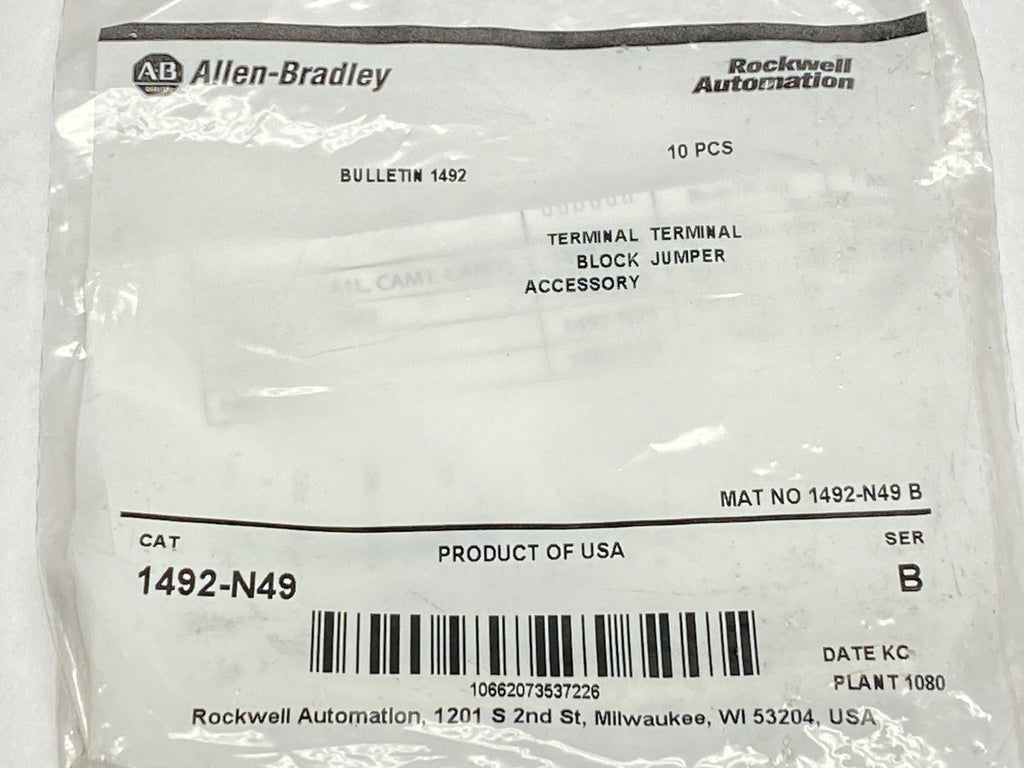 AB Allen-Bradley
QUALITY
Rockwell
Automation
10 PCS
BULLETIN 1492
TERMINAL TERMINAL
BLOCK JUMPER
ACCESSORY
MAT NO 1492-N49 B
CAT
PRODUCT OF USA
SER
1492-N49
B
10662073537226
DATE KC
PLANT 1080
Rockwell Automation, 1201 S 2nd St, Milwaukee, WI 53204, USA